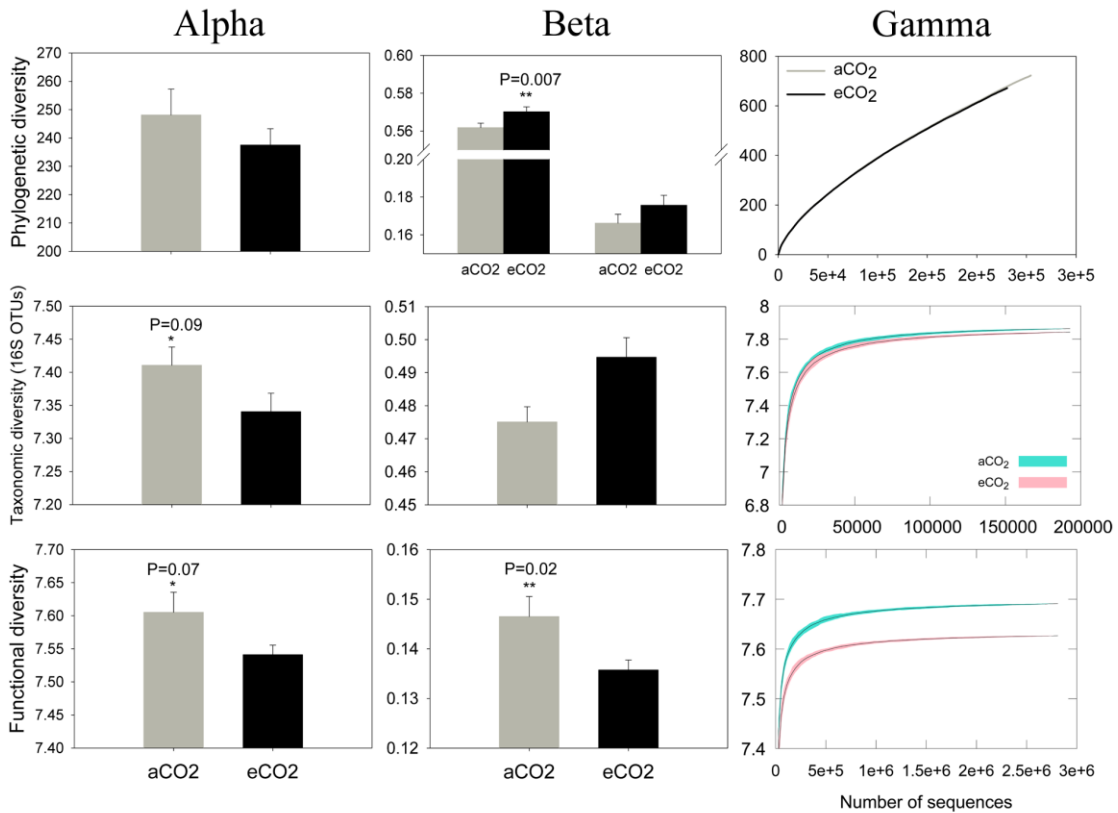 Alpha
Beta
Gamma
Phylogenetic diversity
270
260
250
240
230
220
210
200
0.60
P=0.007
**
0.56
0.20
0.18
0.16
aCO2 eCO2
aCO2 eCO2
800
600
400
200
0
aCO2
eCO2
0
5e+4
1e+5
2e+5
2e+5
3e+5
3e+5
Taxonomic diversity (16S OTUs)
7.50
7.45
7.40
7.35
7.30
7.25
7.20
P=0.09
*
0.51
0.50
0.49
0.48
0.47
0.46
0.45
8
7.8
7.6
7.4
7.2
7
6.8
aCO2
eCO2
0
50000
100000
150000
200000
Functional diversity
7.70
7.65
7.60
7.55
7.50
7.45
7.40
P=0.07
*
aCO2
eCO2
0.16
0.15
0.14
0.13
0.12
P=0.02
**
aCO2
eCO2
7.8
7.7
7.6
7.5
7.4
0
5e+5
1e+6
1.5e+6
2e+6
2.5e+6
3e+6
Number of sequences